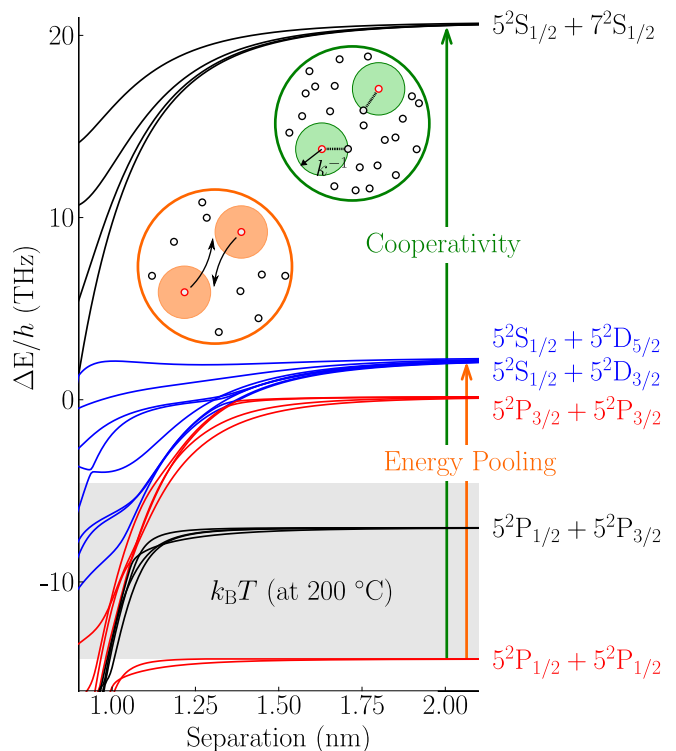 20
10
0
-10
ΔE/h (THz)
1.00
1.25
1.50
1.75
2.00
Separation (nm)
k⁻¹
Cooperativity
Energy Pooling
k_BT (at 200 °C)
5²S₁/₂ + 7²S₁/₂
5²S₁/₂ + 5²D₅/₂
5²S₁/₂ + 5²D₃/₂
5²P₃/₂ + 5²P₃/₂
5²P₁/₂ + 5²P₃/₂
5²P₁/₂ + 5²P₁/₂